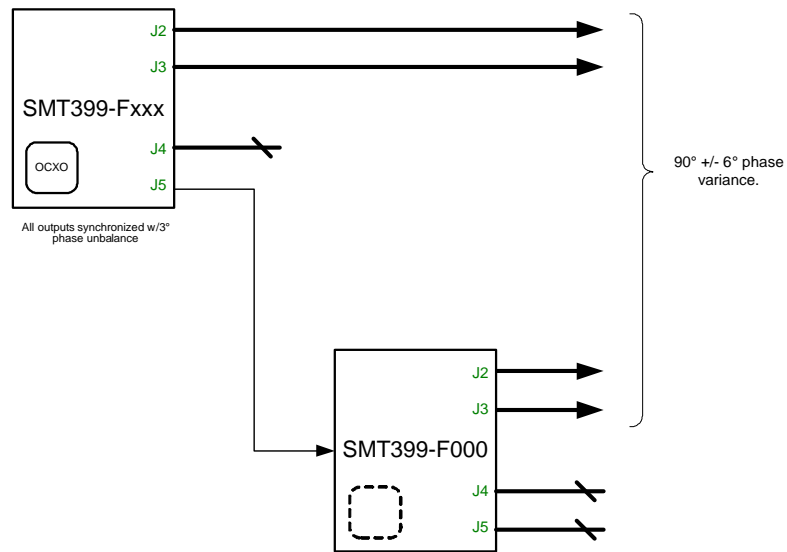 J2
J3
SMT399-Fxxx
J4
OCXO
J5
All outputs synchronized w/3°
phase unbalance
90° +/- 6° phase
variance.
J2
J3
SMT399-F000
J4
J5